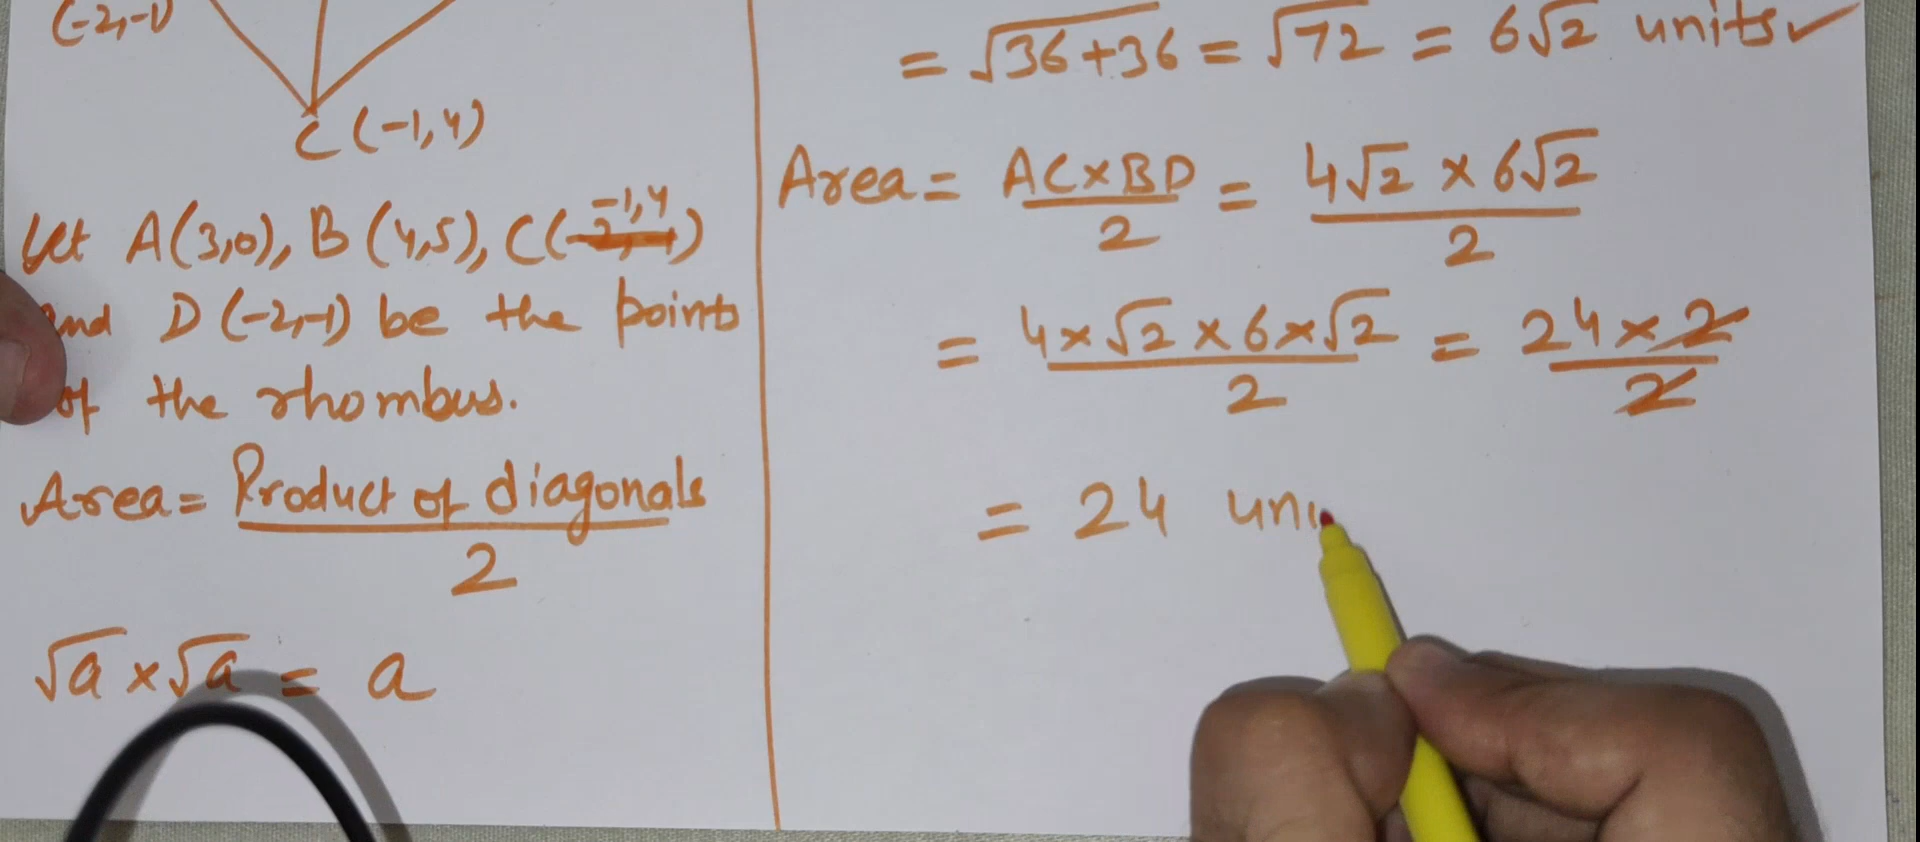 (-2,-1)
C (-1,4)
Let A(3,0), B (4,5), C(-1,4)
and D (-2,-1) be the points
of the rhombus.
Area = Product of diagonals
2
√a × √a = a
= √36+36 = √72 = 6√2 units ✓
Area = AC×BD = 4√2 × 6√2
2 2
= 4×√2 × 6×√2 = 24×2
2 2
= 24 uni